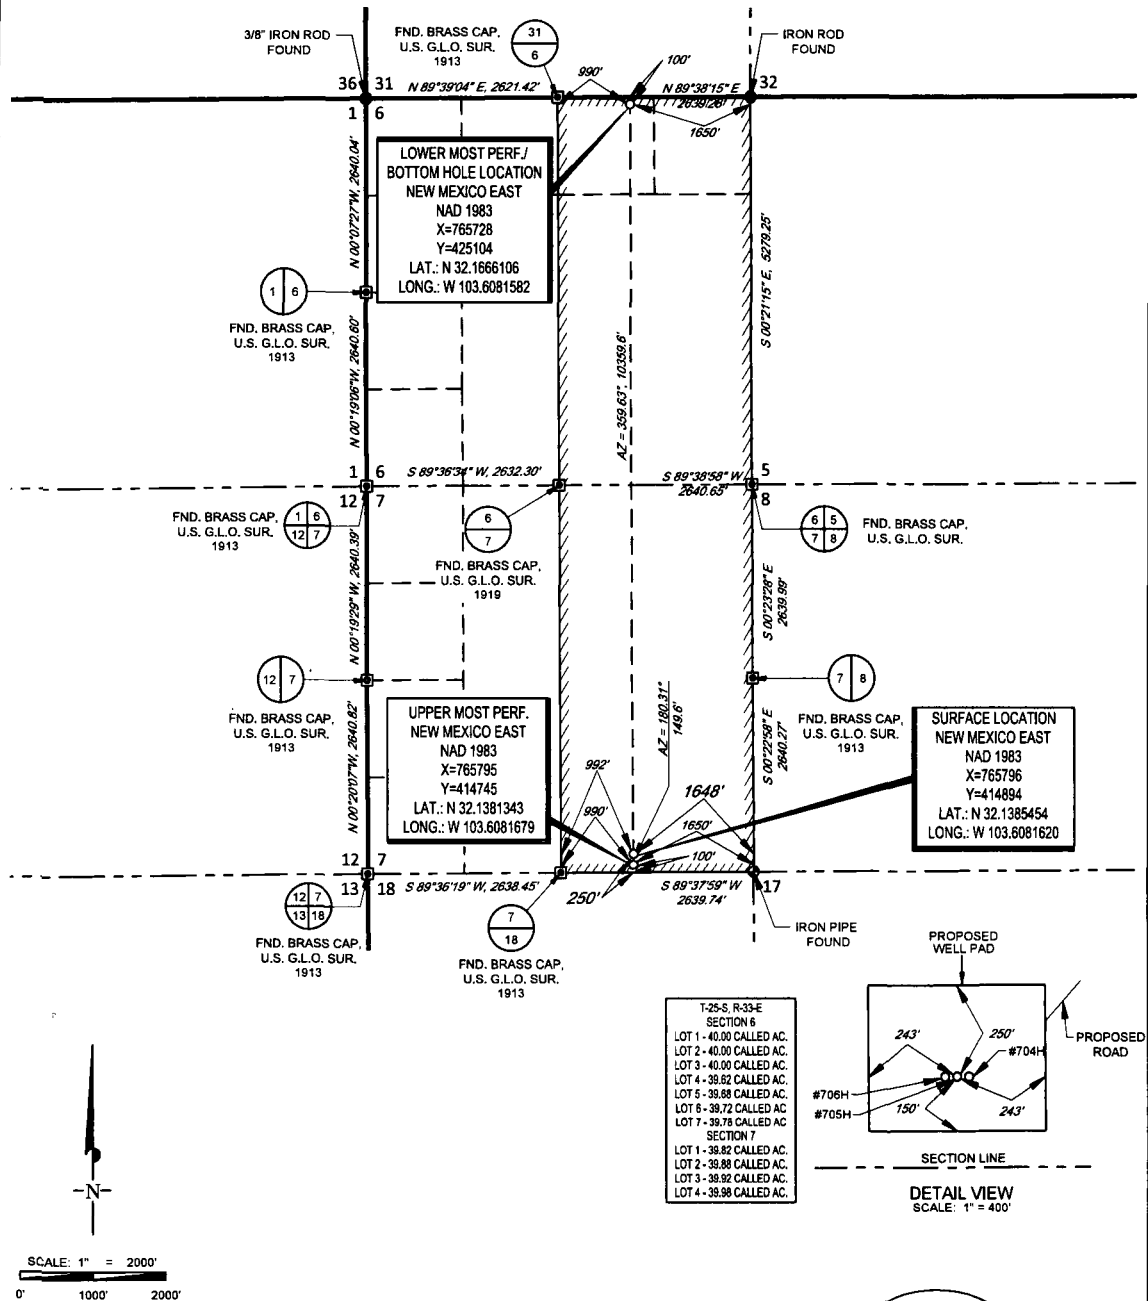 3/8" IRON ROD
FOUND
FND. BRASS CAP,
U.S. G.L.O. SUR.
1913
31
6
IRON ROD
FOUND
990'
100'
36 31
N 89°39'04" E, 2621.42'
N 89°38'15" E
2639.26'
32
1 6
1650'
LOWER MOST PERF./
BOTTOM HOLE LOCATION
NEW MEXICO EAST
NAD 1983
X=765728
Y=425104
LAT.: N 32.1666106
LONG.: W 103.6081582
N 00°07'27"W, 2640.04'
S 00°21'15" E, 5279.25'
1 6
FND. BRASS CAP,
U.S. G.L.O. SUR.
1913
N 00°19'06"W, 2640.60'
AZ = 359.63°, 10359.6'
1 6
S 89°36'34" W, 2632.30'
S 89°38'58" W
2640.65'
5
12 7
8
FND. BRASS CAP,
U.S. G.L.O. SUR.
1913
1 6
12 7
6
7
FND. BRASS CAP,
U.S. G.L.O. SUR.
1919
6 5
7 8
FND. BRASS CAP,
U.S. G.L.O. SUR.
N 00°19'29" W, 2640.39'
S 00°23'28" E
2639.99'
12 7
FND. BRASS CAP,
U.S. G.L.O. SUR.
1913
7 8
FND. BRASS CAP,
U.S. G.L.O. SUR.
1913
N 00°20'07"W, 2640.82'
UPPER MOST PERF.
NEW MEXICO EAST
NAD 1983
X=765795
Y=414745
LAT.: N 32.1381343
LONG.: W 103.6081679
AZ = 180.31°
149.6'
S 00°22'58" E
2640.27'
SURFACE LOCATION
NEW MEXICO EAST
NAD 1983
X=765796
Y=414894
LAT.: N 32.1385454
LONG.: W 103.6081620
992'
1648'
990'
1650'
100'
12 7
13 18
S 89°36'19" W, 2638.45'
250'
S 89°37'59" W
2639.74'
17
12 7
13 18
FND. BRASS CAP,
U.S. G.L.O. SUR.
1913
7
18
FND. BRASS CAP,
U.S. G.L.O. SUR.
1913
IRON PIPE
FOUND
T-25-S, R-33-E
SECTION 6
LOT 1 - 40.00 CALLED AC.
LOT 2 - 40.00 CALLED AC.
LOT 3 - 40.00 CALLED AC.
LOT 4 - 39.62 CALLED AC.
LOT 5 - 39.68 CALLED AC.
LOT 6 - 39.72 CALLED AC
LOT 7 - 39.78 CALLED AC
SECTION 7
LOT 1 - 39.82 CALLED AC.
LOT 2 - 39.88 CALLED AC.
LOT 3 - 39.92 CALLED AC.
LOT 4 - 39.98 CALLED AC.
PROPOSED
WELL PAD
243'
250'
#704H
PROPOSED
ROAD
#706H
#705H
150'
243'
SECTION LINE
DETAIL VIEW
SCALE: 1" = 400'
N
SCALE: 1" = 2000'
0' 1000' 2000'